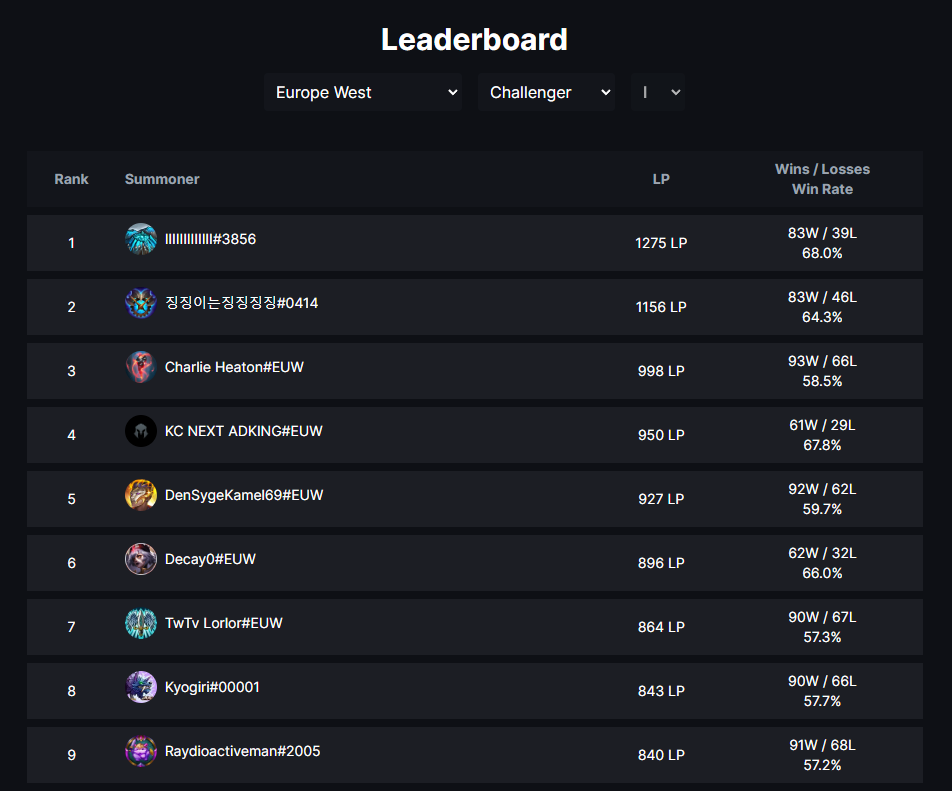 Leaderboard
Europe West Challenger I
Rank Summoner LP Wins / Losses
Win Rate
1 IIIIIIIIIIIII#3856 1275 LP 83W / 39L
68.0%
2 징징이는징징징징#0414 1156 LP 83W / 46L
64.3%
3 Charlie Heaton#EUW 998 LP 93W / 66L
58.5%
4 KC NEXT ADKING#EUW 950 LP 61W / 29L
67.8%
5 DenSygeKamel69#EUW 927 LP 92W / 62L
59.7%
6 Decay0#EUW 896 LP 62W / 32L
66.0%
7 TwTv Lorlor#EUW 864 LP 90W / 67L
57.3%
8 Kyogiri#00001 843 LP 90W / 66L
57.7%
9 Raydioactiveman#2005 840 LP 91W / 68L
57.2%